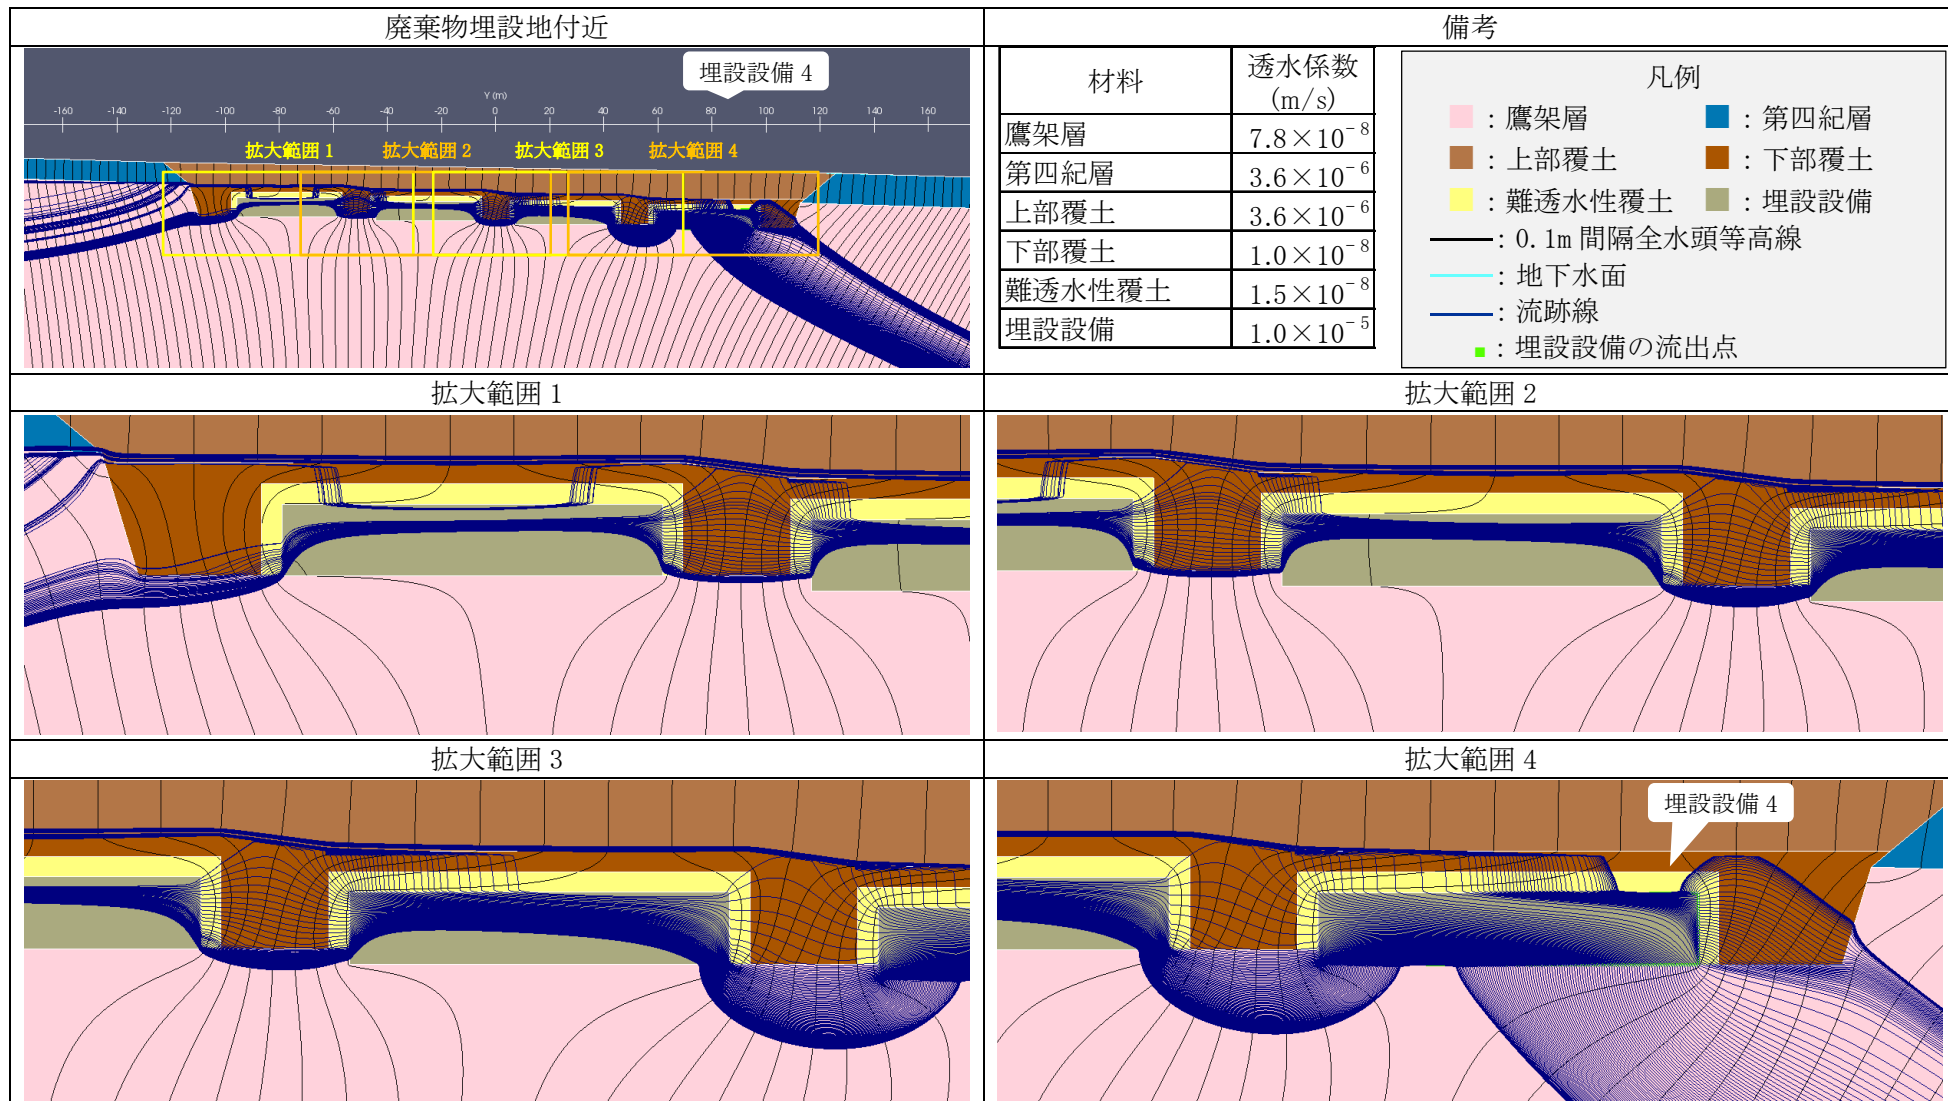 廃棄物埋設地付近
備考
埋設設備 4
Y (m)
-160 -140 -120 -100 -80 -60 -40 -20 0 20 40 60 80 100 120 140 160
拡大範囲 1 拡大範囲 2 拡大範囲 3 拡大範囲 4
材料 透水係数
(m/s)
鷹架層 7.8×10⁻⁸
第四紀層 3.6×10⁻⁶
上部覆土 3.6×10⁻⁶
下部覆土 1.0×10⁻⁸
難透水性覆土 1.5×10⁻⁸
埋設設備 1.0×10⁻⁵
凡例
：鷹架層 ：第四紀層
：上部覆土 ：下部覆土
：難透水性覆土 ：埋設設備
：0.1m 間隔全水頭等高線
：地下水面
：流跡線
：埋設設備の流出点
拡大範囲 1
拡大範囲 2
拡大範囲 3
拡大範囲 4
埋設設備 4